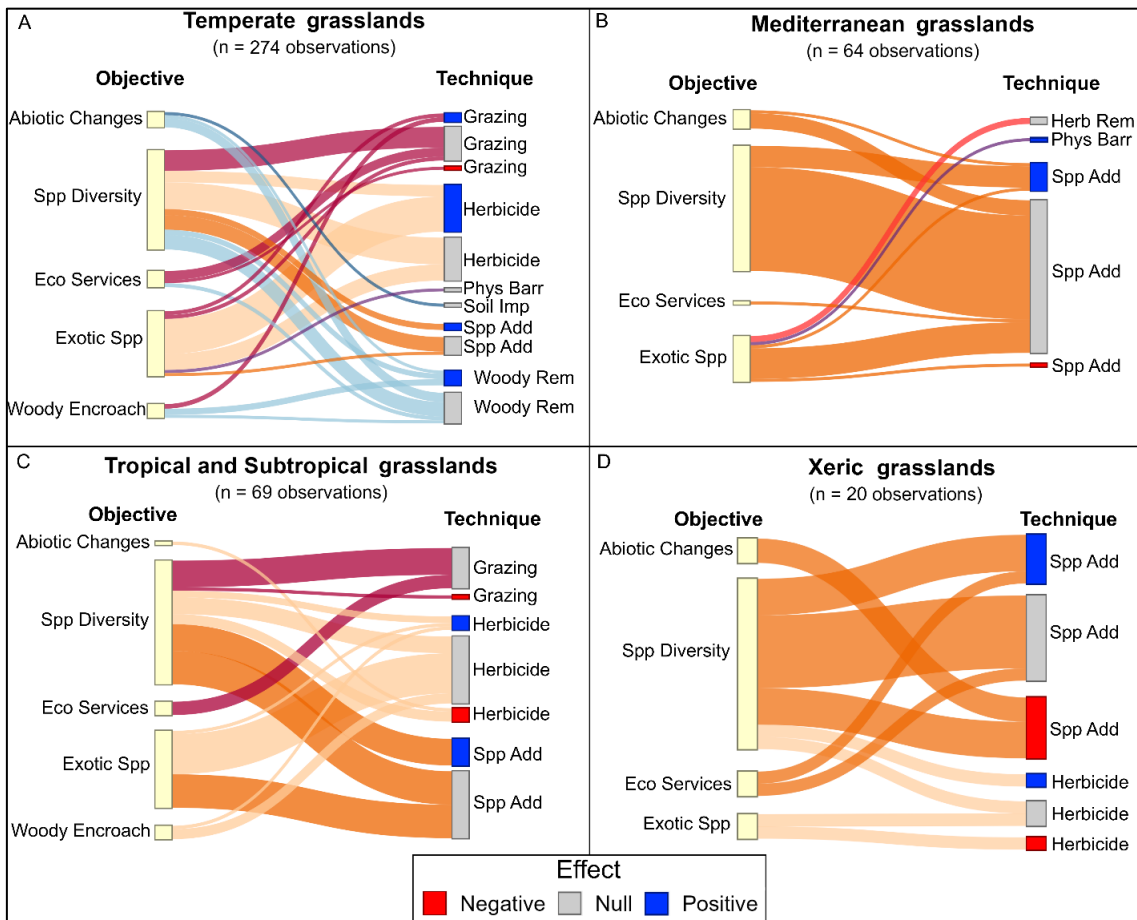 A
Temperate grasslands
(n = 274 observations)
Objective
Technique
Abiotic Changes
Spp Diversity
Eco Services
Exotic Spp
Woody Encroach
Grazing
Grazing
Grazing
Herbicide
Herbicide
Phys Barr
Soil Imp
Spp Add
Spp Add
Woody Rem
Woody Rem
B
Mediterranean grasslands
(n = 64 observations)
Objective
Technique
Abiotic Changes
Spp Diversity
Eco Services
Exotic Spp
Herb Rem
Phys Barr
Spp Add
Spp Add
Spp Add
C
Tropical and Subtropical grasslands
(n = 69 observations)
Objective
Technique
Abiotic Changes
Spp Diversity
Eco Services
Exotic Spp
Woody Encroach
Grazing
Grazing
Herbicide
Herbicide
Herbicide
Spp Add
Spp Add
D
Xeric grasslands
(n = 20 observations)
Objective
Technique
Abiotic Changes
Spp Diversity
Eco Services
Exotic Spp
Spp Add
Spp Add
Spp Add
Herbicide
Herbicide
Herbicide
Effect
Negative Null Positive